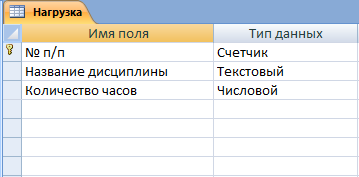 Нагрузка
Имя поля Тип данных
№ п/п Счетчик
Название дисциплины Текстовый
Количество часов Числовой